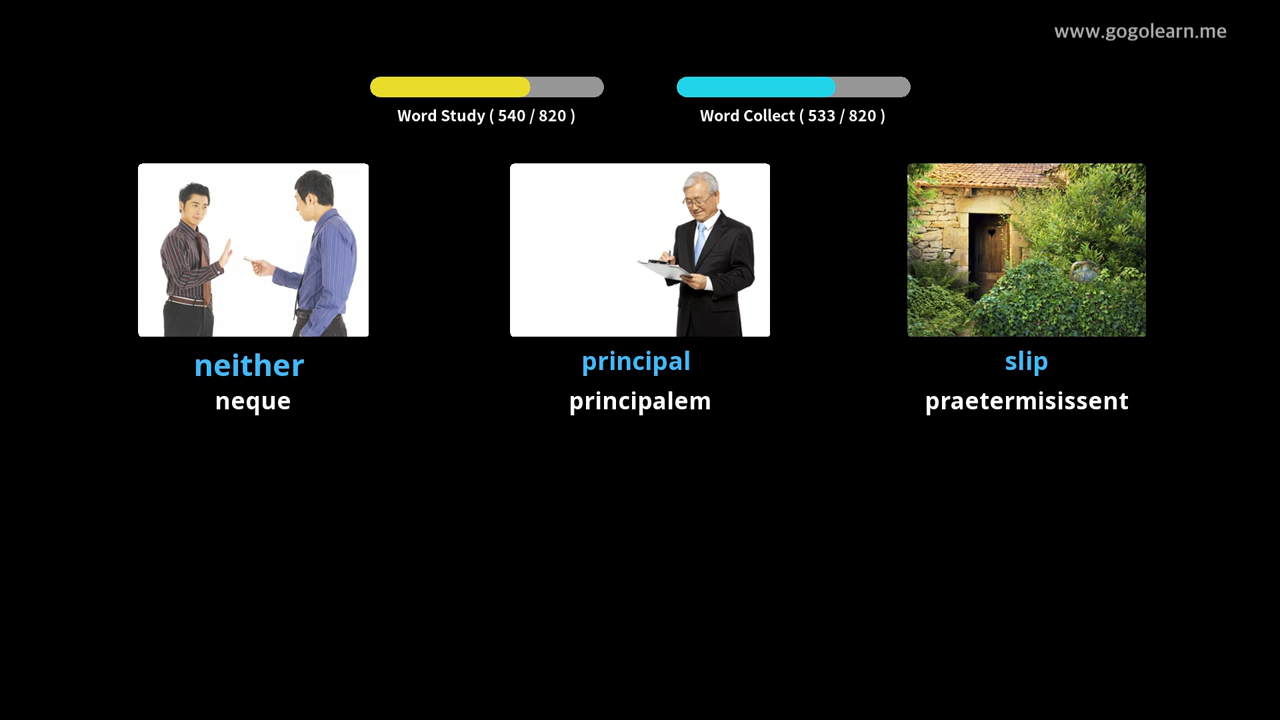 www.gogolearn.me
Word Study ( 540 / 820 )
Word Collect ( 533 / 820 )
neither
principal
slip
neque
principalem
praetermisissent